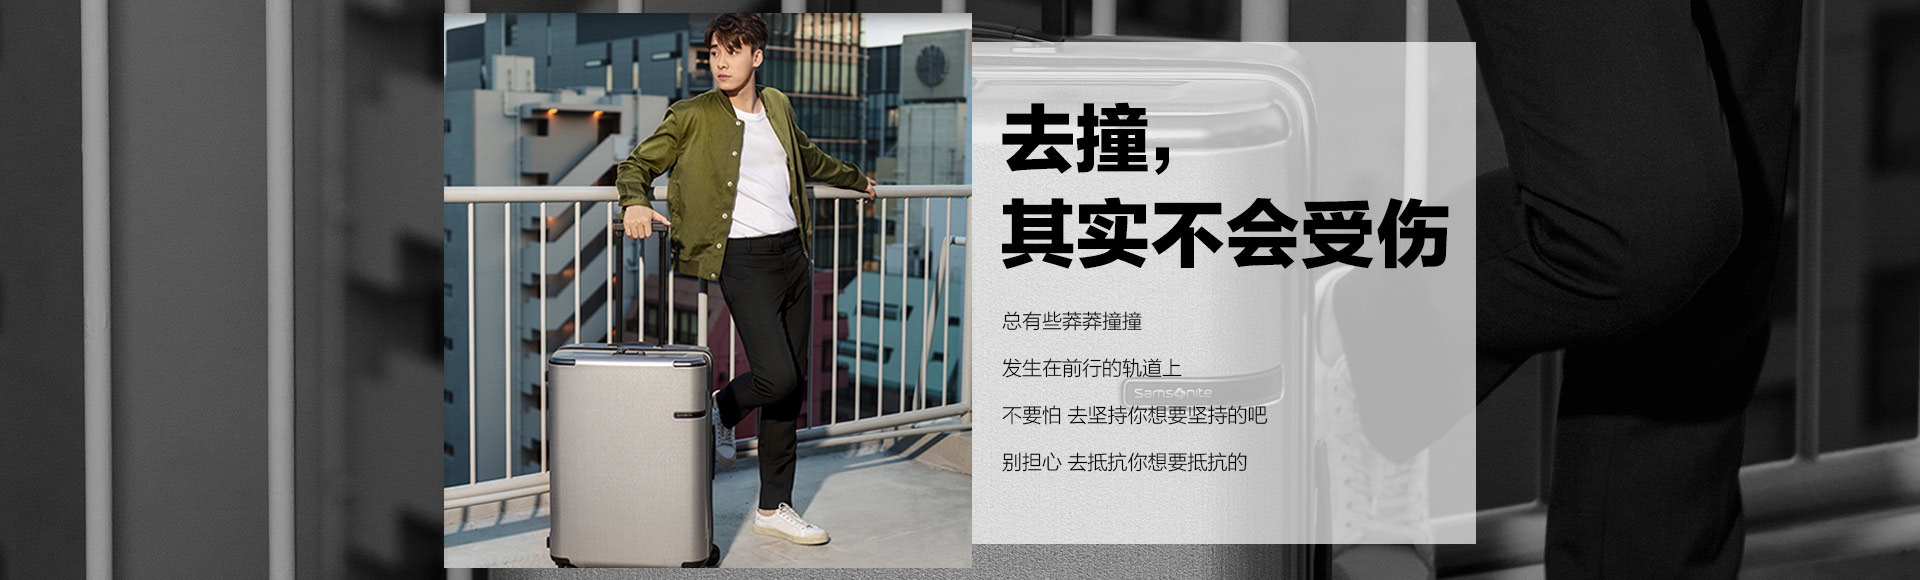 去撞，
其实不会受伤
总有些莽莽撞撞
发生在前行的轨道上
Samsonite
不要怕 去坚持你想要坚持的吧
别担心 去抵抗你想要抵抗的